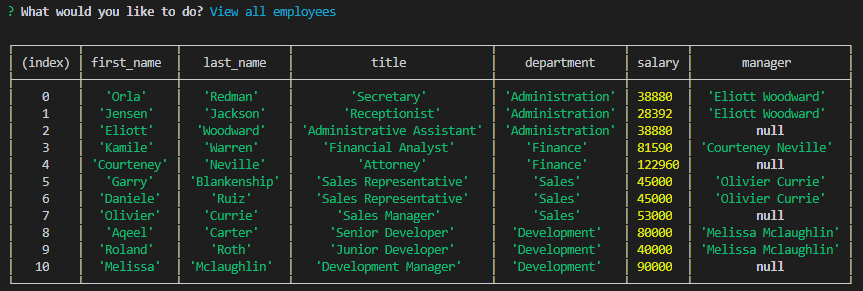 ? What would you like to do? View all employees
(index) first_name last_name title department salary manager
0 'Orla' 'Redman' 'Secretary' 'Administration' 38880 'Eliott Woodward'
1 'Jensen' 'Jackson' 'Receptionist' 'Administration' 28392 'Eliott Woodward'
2 'Eliott' 'Woodward' 'Administrative Assistant' 'Administration' 38880 null
3 'Kamile' 'Warren' 'Financial Analyst' 'Finance' 81590 'Courteney Neville'
4 'Courteney' 'Neville' 'Attorney' 'Finance' 122960 null
5 'Garry' 'Blankenship' 'Sales Representative' 'Sales' 45000 'Olivier Currie'
6 'Daniele' 'Ruiz' 'Sales Representative' 'Sales' 45000 'Olivier Currie'
7 'Olivier' 'Currie' 'Sales Manager' 'Sales' 53000 null
8 'Aqeel' 'Carter' 'Senior Developer' 'Development' 80000 'Melissa Mclaughlin'
9 'Roland' 'Roth' 'Junior Developer' 'Development' 40000 'Melissa Mclaughlin'
10 'Melissa' 'Mclaughlin' 'Development Manager' 'Development' 90000 null